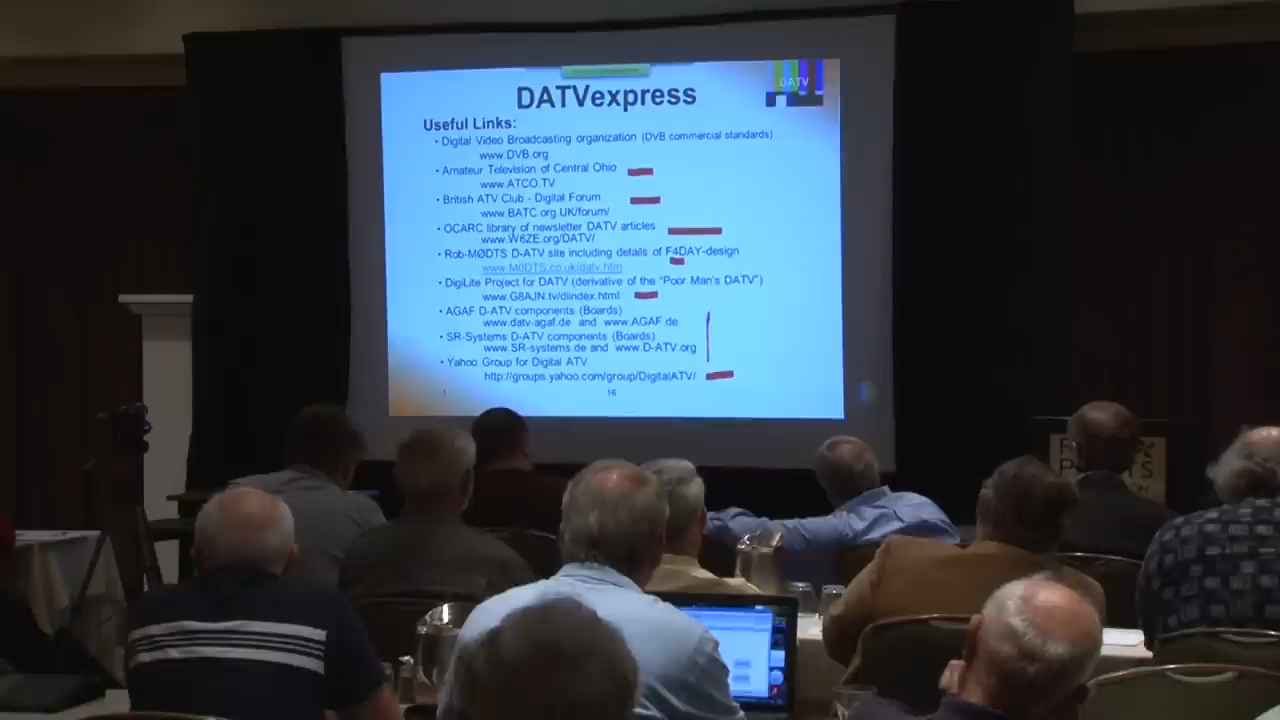 DATV
DATVexpress
Useful Links:
• Digital Video Broadcasting organization (DVB commercial standards)
www.DVB.org
• Amateur Television of Central Ohio
www.ATCO.TV
• British ATV Club - Digital Forum
www.BATC.org.UK/forum/
• OCARC library of newsletter DATV articles
www.W6ZE.org/DATV/
• Rob-MØDTS D-ATV site including details of F4DAY-design
www.M0DTS.co.uk/datv.htm
• DigiLite Project for DATV (derivative of the “Poor Man's DATV”)
www.G8AJN.tv/dlindex.html
• AGAF D-ATV components (Boards)
www.datv-agaf.de and www.AGAF.de
• SR-Systems D-ATV components (Boards)
www.SR-systems.de and www.D-ATV.org
• Yahoo Group for Digital ATV
http://groups.yahoo.com/group/DigitalATV/
16